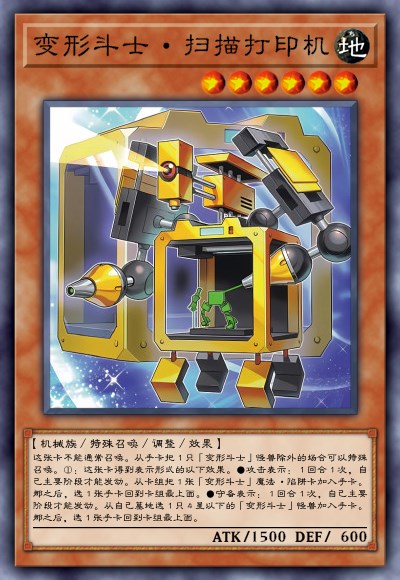 变形斗士·扫描打印机
地
【机械族／特殊召唤／调整／效果】
这张卡不能通常召唤。从手卡把1只「变形斗士」怪兽除外的场合可以特殊
召唤。①：这张卡得到表示形式的以下效果。●攻击表示：1回合1次，自
己主要阶段才能发动。从卡组把1张「变形斗士」魔法·陷阱卡加入手卡。
那之后，选1张手卡回到卡组最上面。●守备表示：1回合1次，自己主要
阶段才能发动。从自己墓地选1只4星以下的「变形斗士」怪兽加入手卡。
那之后，选1张手卡回到卡组最上面。
ATK/1500 DEF/ 600